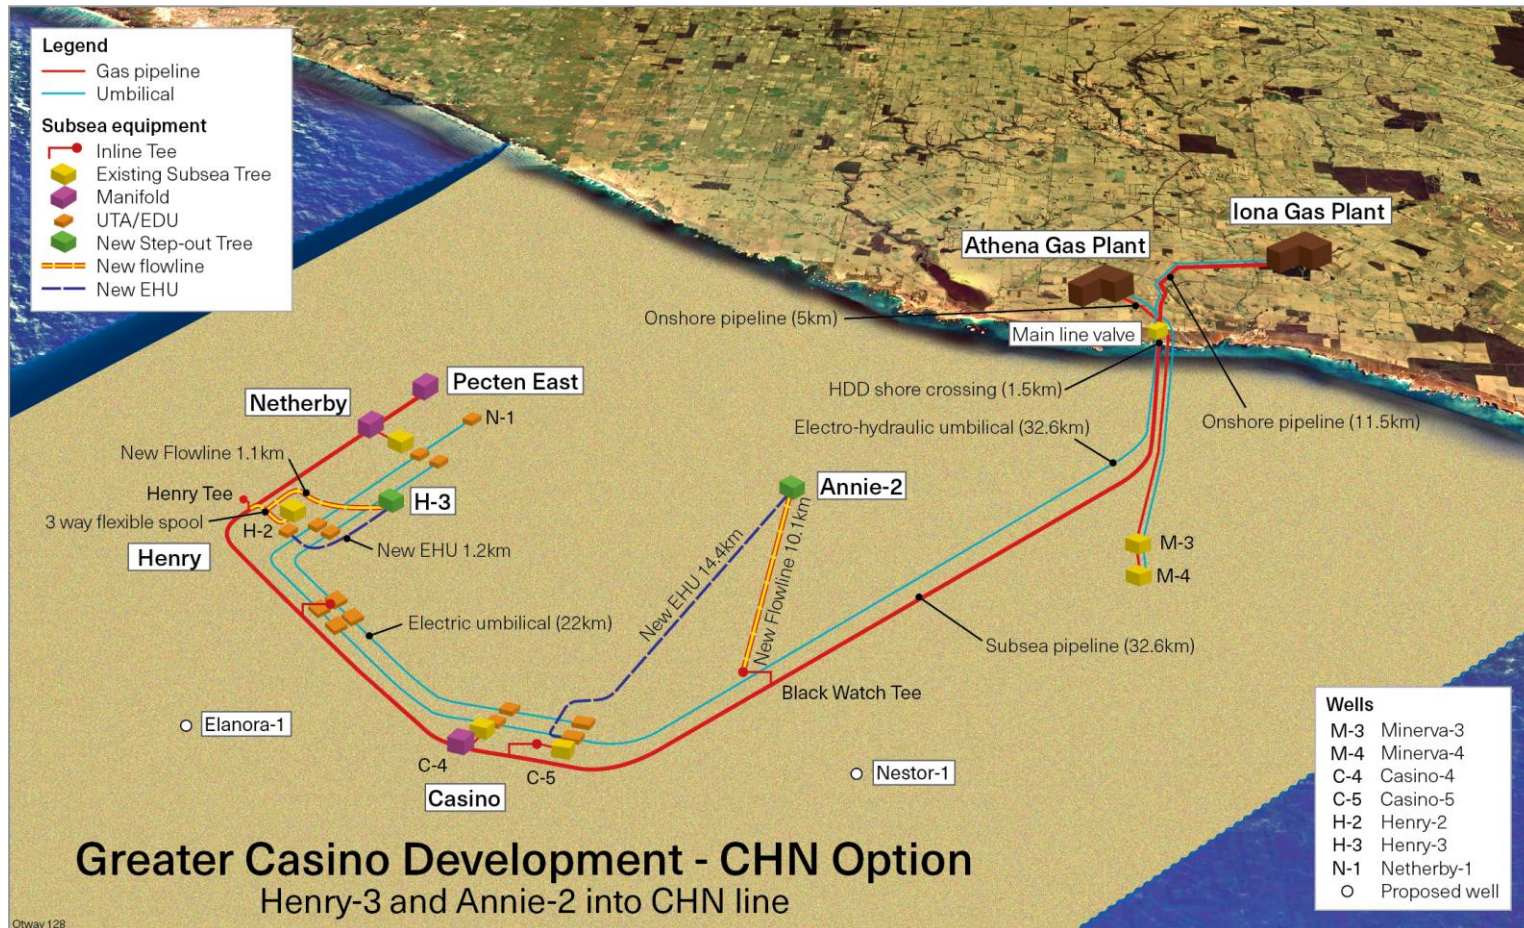 Legend
Gas pipeline
Umbilical
Subsea equipment
Inline Tee
Existing Subsea Tree
Manifold
UTA/EDU
New Step-out Tree
New flowline
New EHU
Iona Gas Plant
Athena Gas Plant
Onshore pipeline (5km)
Main line valve
HDD shore crossing (1.5km)
Onshore pipeline (11.5km)
Electro-hydraulic umbilical (32.6km)
Pecten East
Netherby
N-1
New Flowline 1.1km
Henry Tee
H-3
3 way flexible spool
H-2
Henry
New EHU 1.2km
Annie-2
New EHU 14.4km
New Flowline 10.1km
M-3
M-4
Electric umbilical (22km)
Subsea pipeline (32.6km)
Black Watch Tee
Elanora-1
C-4
C-5
Casino
Nestor-1
Wells
M-3 Minerva-3
M-4 Minerva-4
C-4 Casino-4
C-5 Casino-5
H-2 Henry-2
H-3 Henry-3
N-1 Netherby-1
Proposed well
Greater Casino Development - CHN Option
Henry-3 and Annie-2 into CHN line
Otway 128